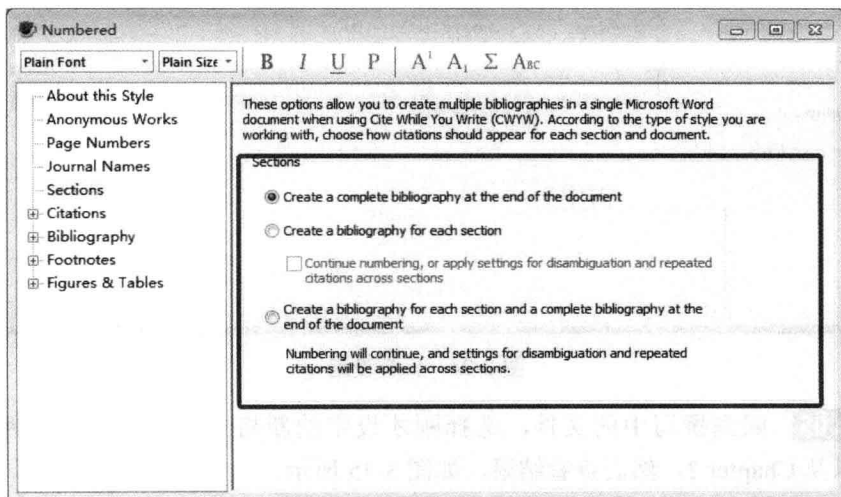 Numbered
Plain Font Plain Size B I U P A¹ A₁ Σ ABC
About this Style
Anonymous Works
Page Numbers
Journal Names
Sections
Citations
Bibliography
Footnotes
Figures & Tables
These options allow you to create multiple bibliographies in a single Microsoft Word
document when using Cite While You Write (CWYW). According to the type of style you are
working with, choose how citations should appear for each section and document.
Sections
Create a complete bibliography at the end of the document
Create a bibliography for each section
Continue numbering, or apply settings for disambiguation and repeated
citations across sections
Create a bibliography for each section and a complete bibliography at the
end of the document
Numbering will continue, and settings for disambiguation and repeated
citations will be applied across sections.